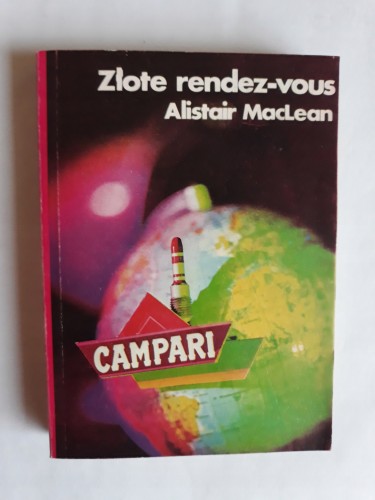 Złote rendez-vous
Alistair MacLean
CAMPARI